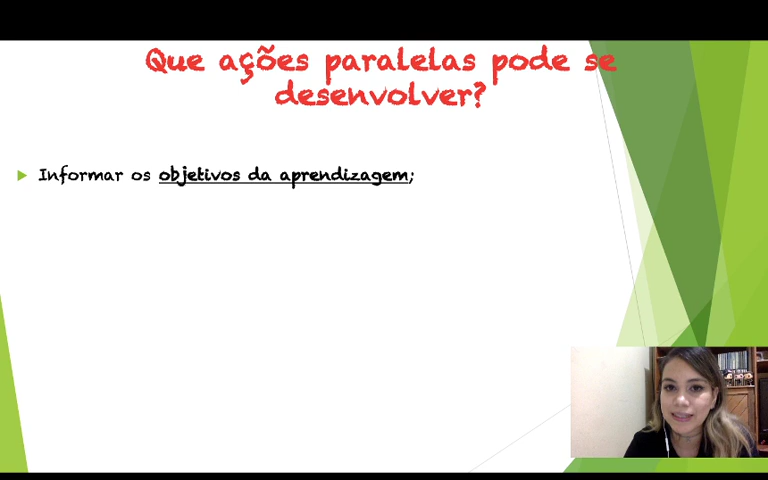 Que ações paralelas pode se
desenvolver?
Informar os objetivos da aprendizagem;